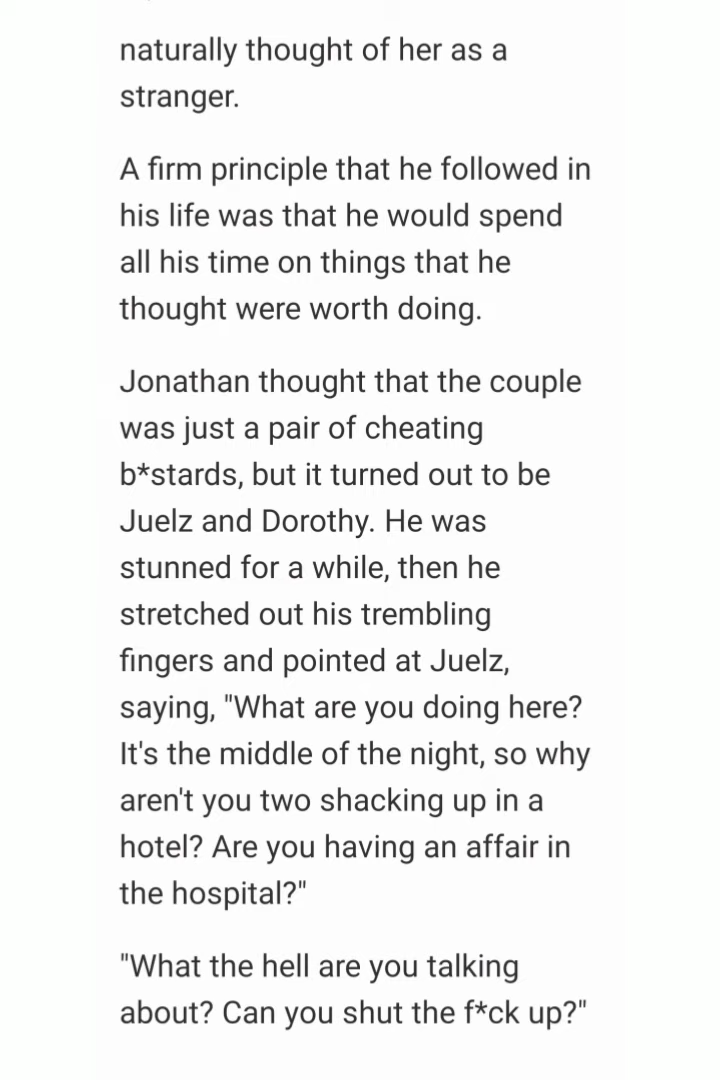 naturally thought of her as a
stranger.
A firm principle that he followed in
his life was that he would spend
all his time on things that he
thought were worth doing.
Jonathan thought that the couple
was just a pair of cheating
b*stards, but it turned out to be
Juelz and Dorothy. He was
stunned for a while, then he
stretched out his trembling
fingers and pointed at Juelz,
saying, "What are you doing here?
It's the middle of the night, so why
aren't you two shacking up in a
hotel? Are you having an affair in
the hospital?"
"What the hell are you talking
about? Can you shut the f*ck up?"